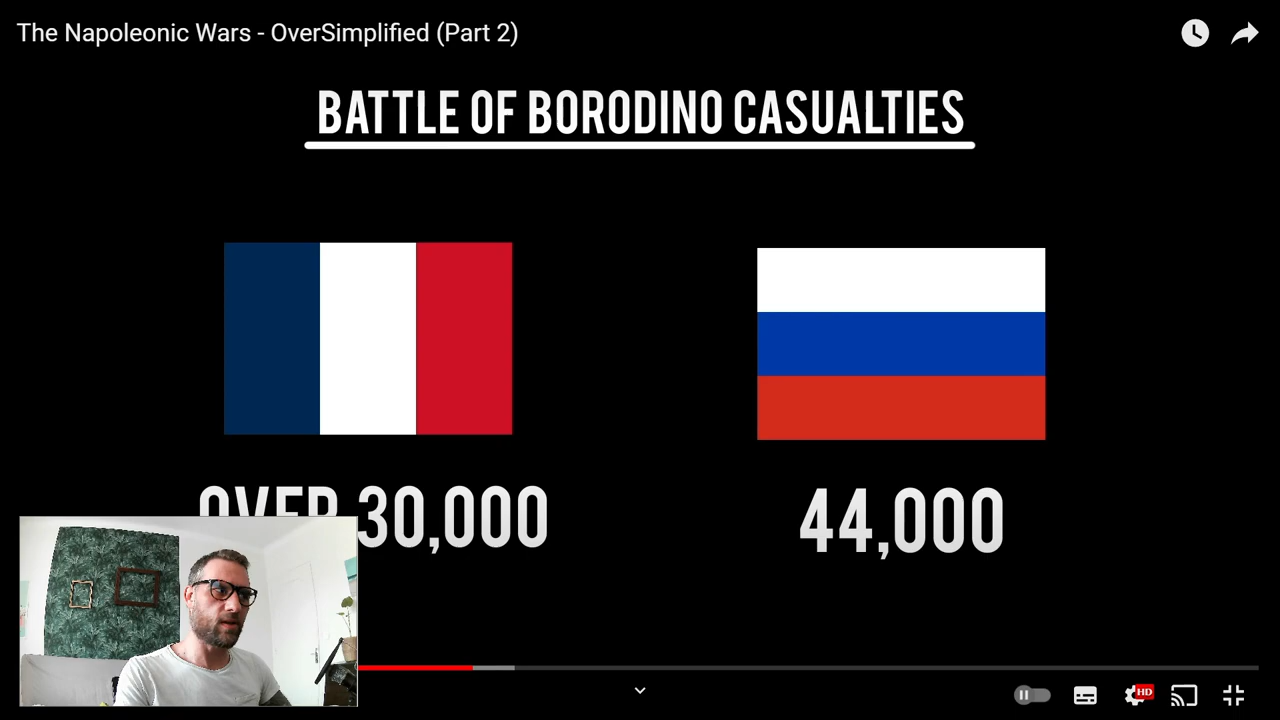 The Napoleonic Wars - OverSimplified (Part 2)
BATTLE OF BORODINO CASUALTIES
OVER 30,000
44,000
HD